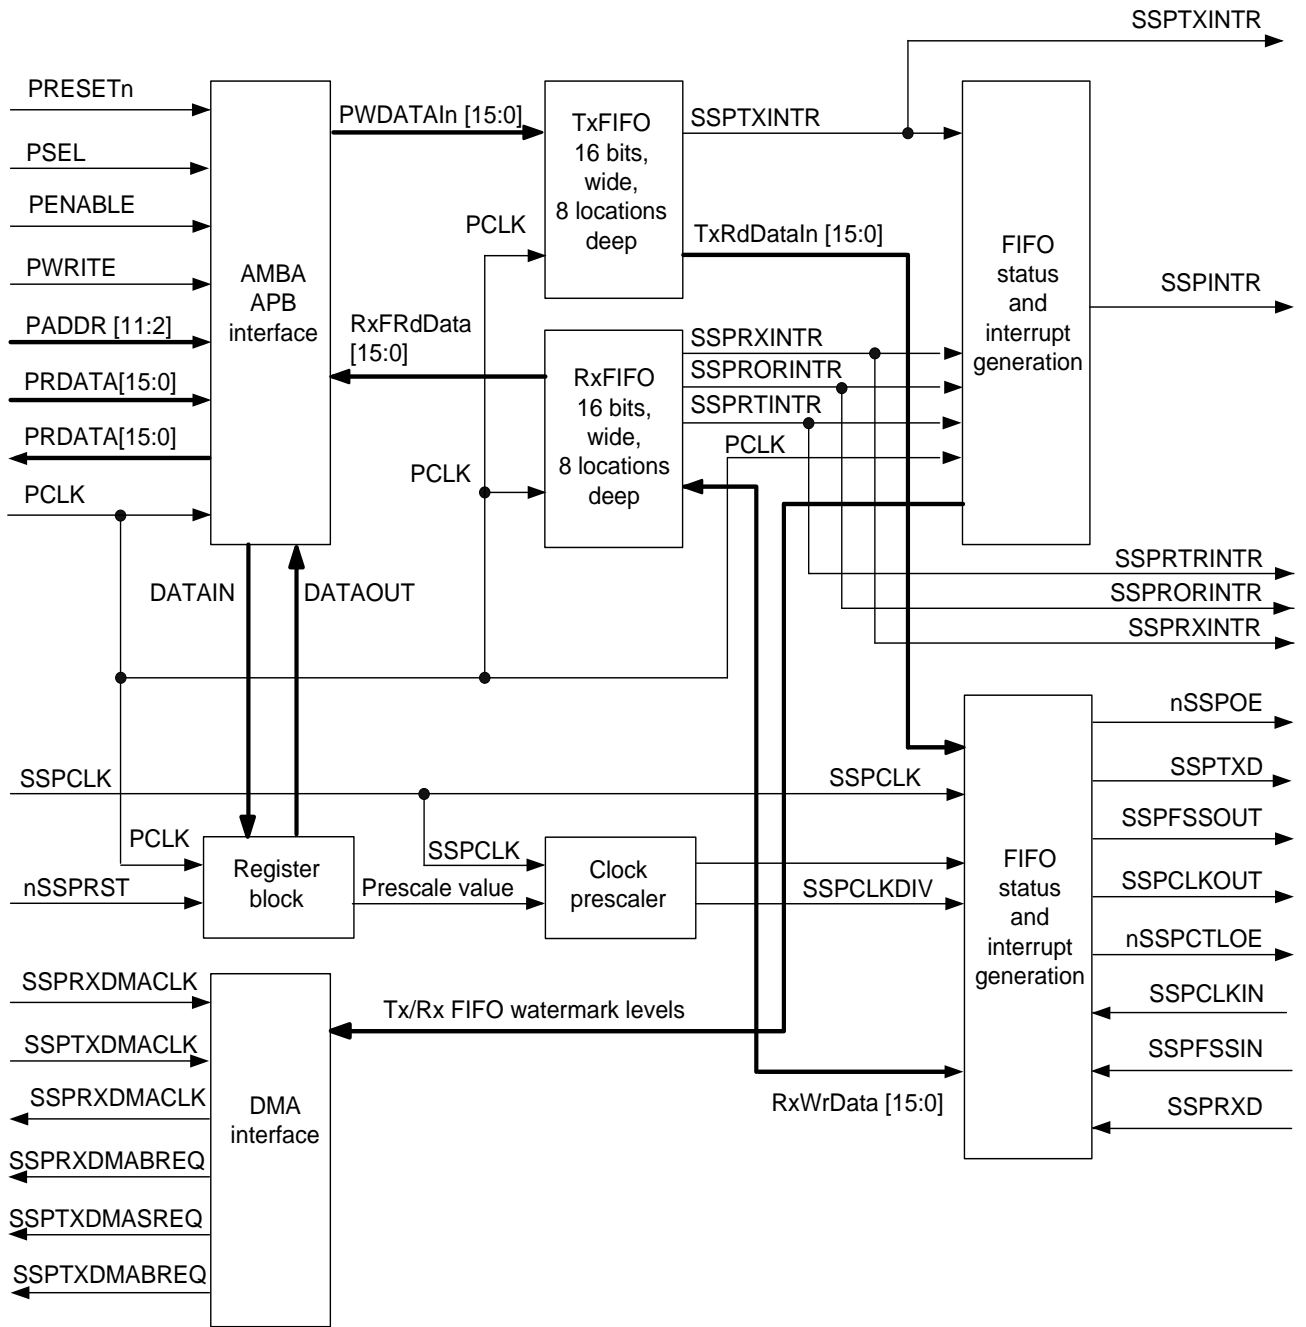 SSPTXINTR
PRESETn
PSEL
PENABLE
PWRITE
PADDR [11:2]
PRDATA[15:0]
PRDATA[15:0]
PCLK
AMBA
APB
interface
PWDATAIn [15:0]
PCLK
RxFRdData
[15:0]
PCLK
TxFIFO
16 bits,
wide,
8 locations
deep
RxFIFO
16 bits,
wide,
8 locations
deep
SSPTXINTR
TxRdDataIn [15:0]
SSPRXINTR
SSPRORINTR
SSPRTINTR
PCLK
FIFO
status
and
interrupt
generation
SSPINTR
SSPRTRINTR
SSPRORINTR
SSPRXINTR
DATAIN
DATAOUT
SSPCLK
PCLK
nSSPRST
Register
block
SSPCLK
Prescale value
Clock
prescaler
SSPCLK
SSPCLKDIV
FIFO
status
and
interrupt
generation
nSSPOE
SSPTXD
SSPFSSOUT
SSPCLKOUT
nSSPCTLOE
SSPCLKIN
SSPFSSIN
SSPRXD
SSPRXDMACLK
SSPTXDMACLK
SSPRXDMACLK
SSPRXDMABREQ
SSPTXDMASREQ
SSPTXDMABREQ
DMA
interface
Tx/Rx FIFO watermark levels
RxWrData [15:0]